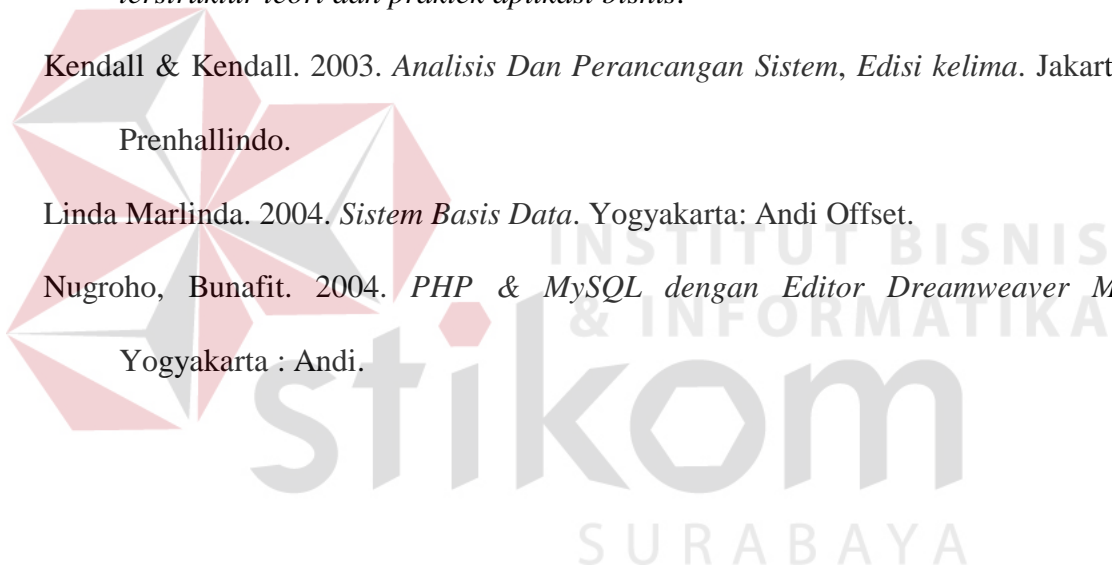 terstruktur teori dan praktek aplikasi bisnis.
Kendall & Kendall. 2003. Analisis Dan Perancangan Sistem, Edisi kelima. Jakart
Prenhallindo.
Linda Marlinda. 2004. Sistem Basis Data. Yogyakarta: Andi Offset.
Nugroho, Bunafit. 2004. PHP & MySQL dengan Editor Dreamweaver M
Yogyakarta : Andi.
INSTITUT BISNIS
& INFORMATIKA
stikom
SURABAYA